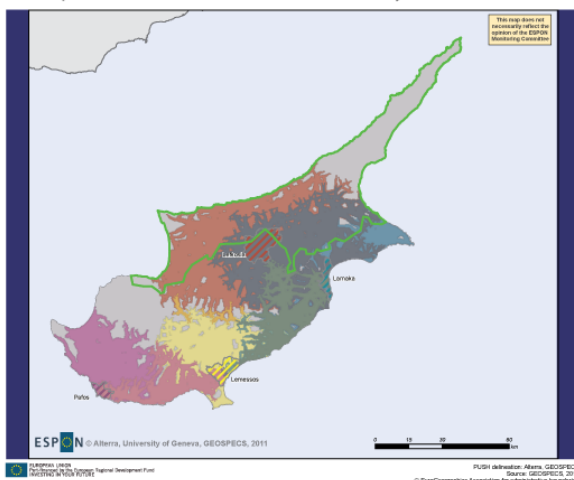 This map does not
necessarily reflect the
opinion of the ESPON
Monitoring Committee
Lefkosia
Larnaka
Lemessos
Pafos
ESPON © Alterra, University of Geneva, GEOSPECS, 2011
0 15 30 60
km
EUROPEAN UNION
Part-financed by the European Regional Development Fund
INVESTING IN YOUR FUTURE
PUSH delineation: Alterra, GEOSPEC
Source: GEOSPECS, 20